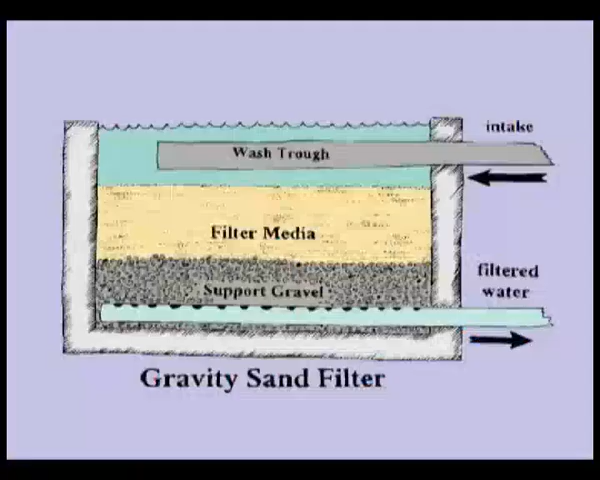 intake
Wash Trough
Filter Media
filtered
water
Support Gravel
Gravity Sand Filter